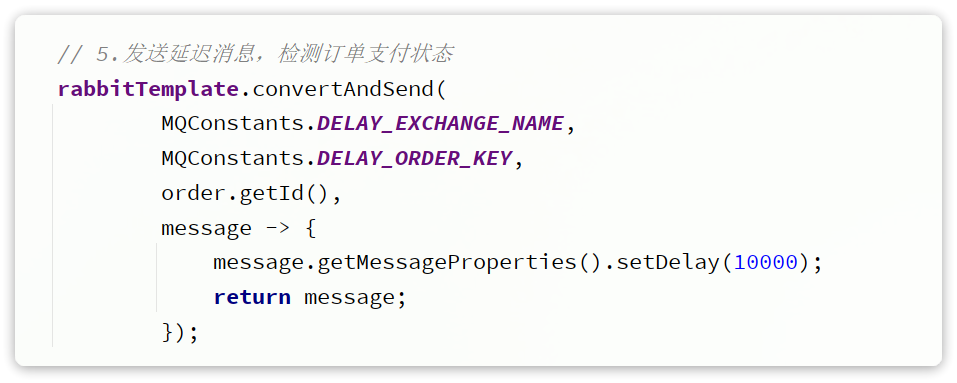 // 5.发送延迟消息，检测订单支付状态
rabbitTemplate.convertAndSend(
        MQConstants.DELAY_EXCHANGE_NAME,
        MQConstants.DELAY_ORDER_KEY,
        order.getId(),
        message -> {
            message.getMessageProperties().setDelay(10000);
            return message;
        });